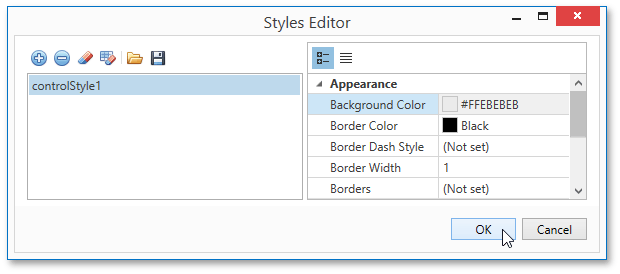 Styles Editor
controlStyle1
Appearance
Background Color #FFEBEBEB
Border Color Black
Border Dash Style (Not set)
Border Width 1
Borders (Not set)
OK Cancel